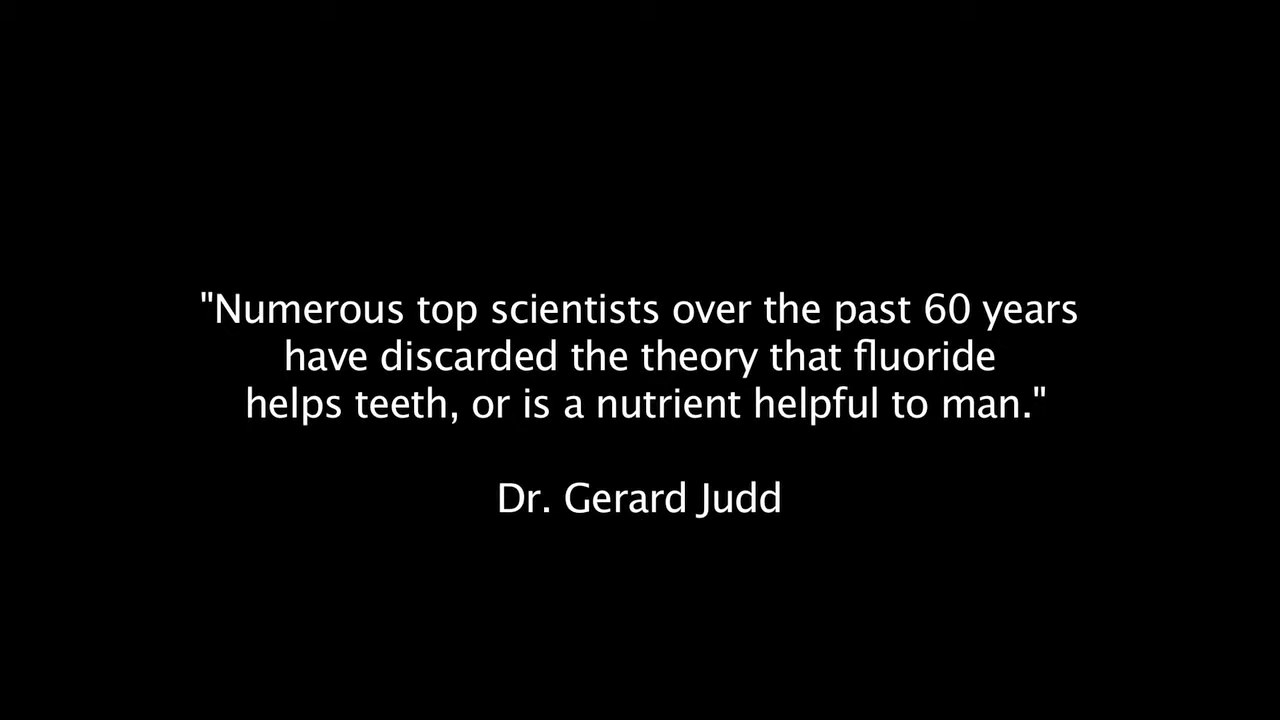 "Numerous top scientists over the past 60 years
have discarded the theory that fluoride
helps teeth, or is a nutrient helpful to man."
Dr. Gerard Judd